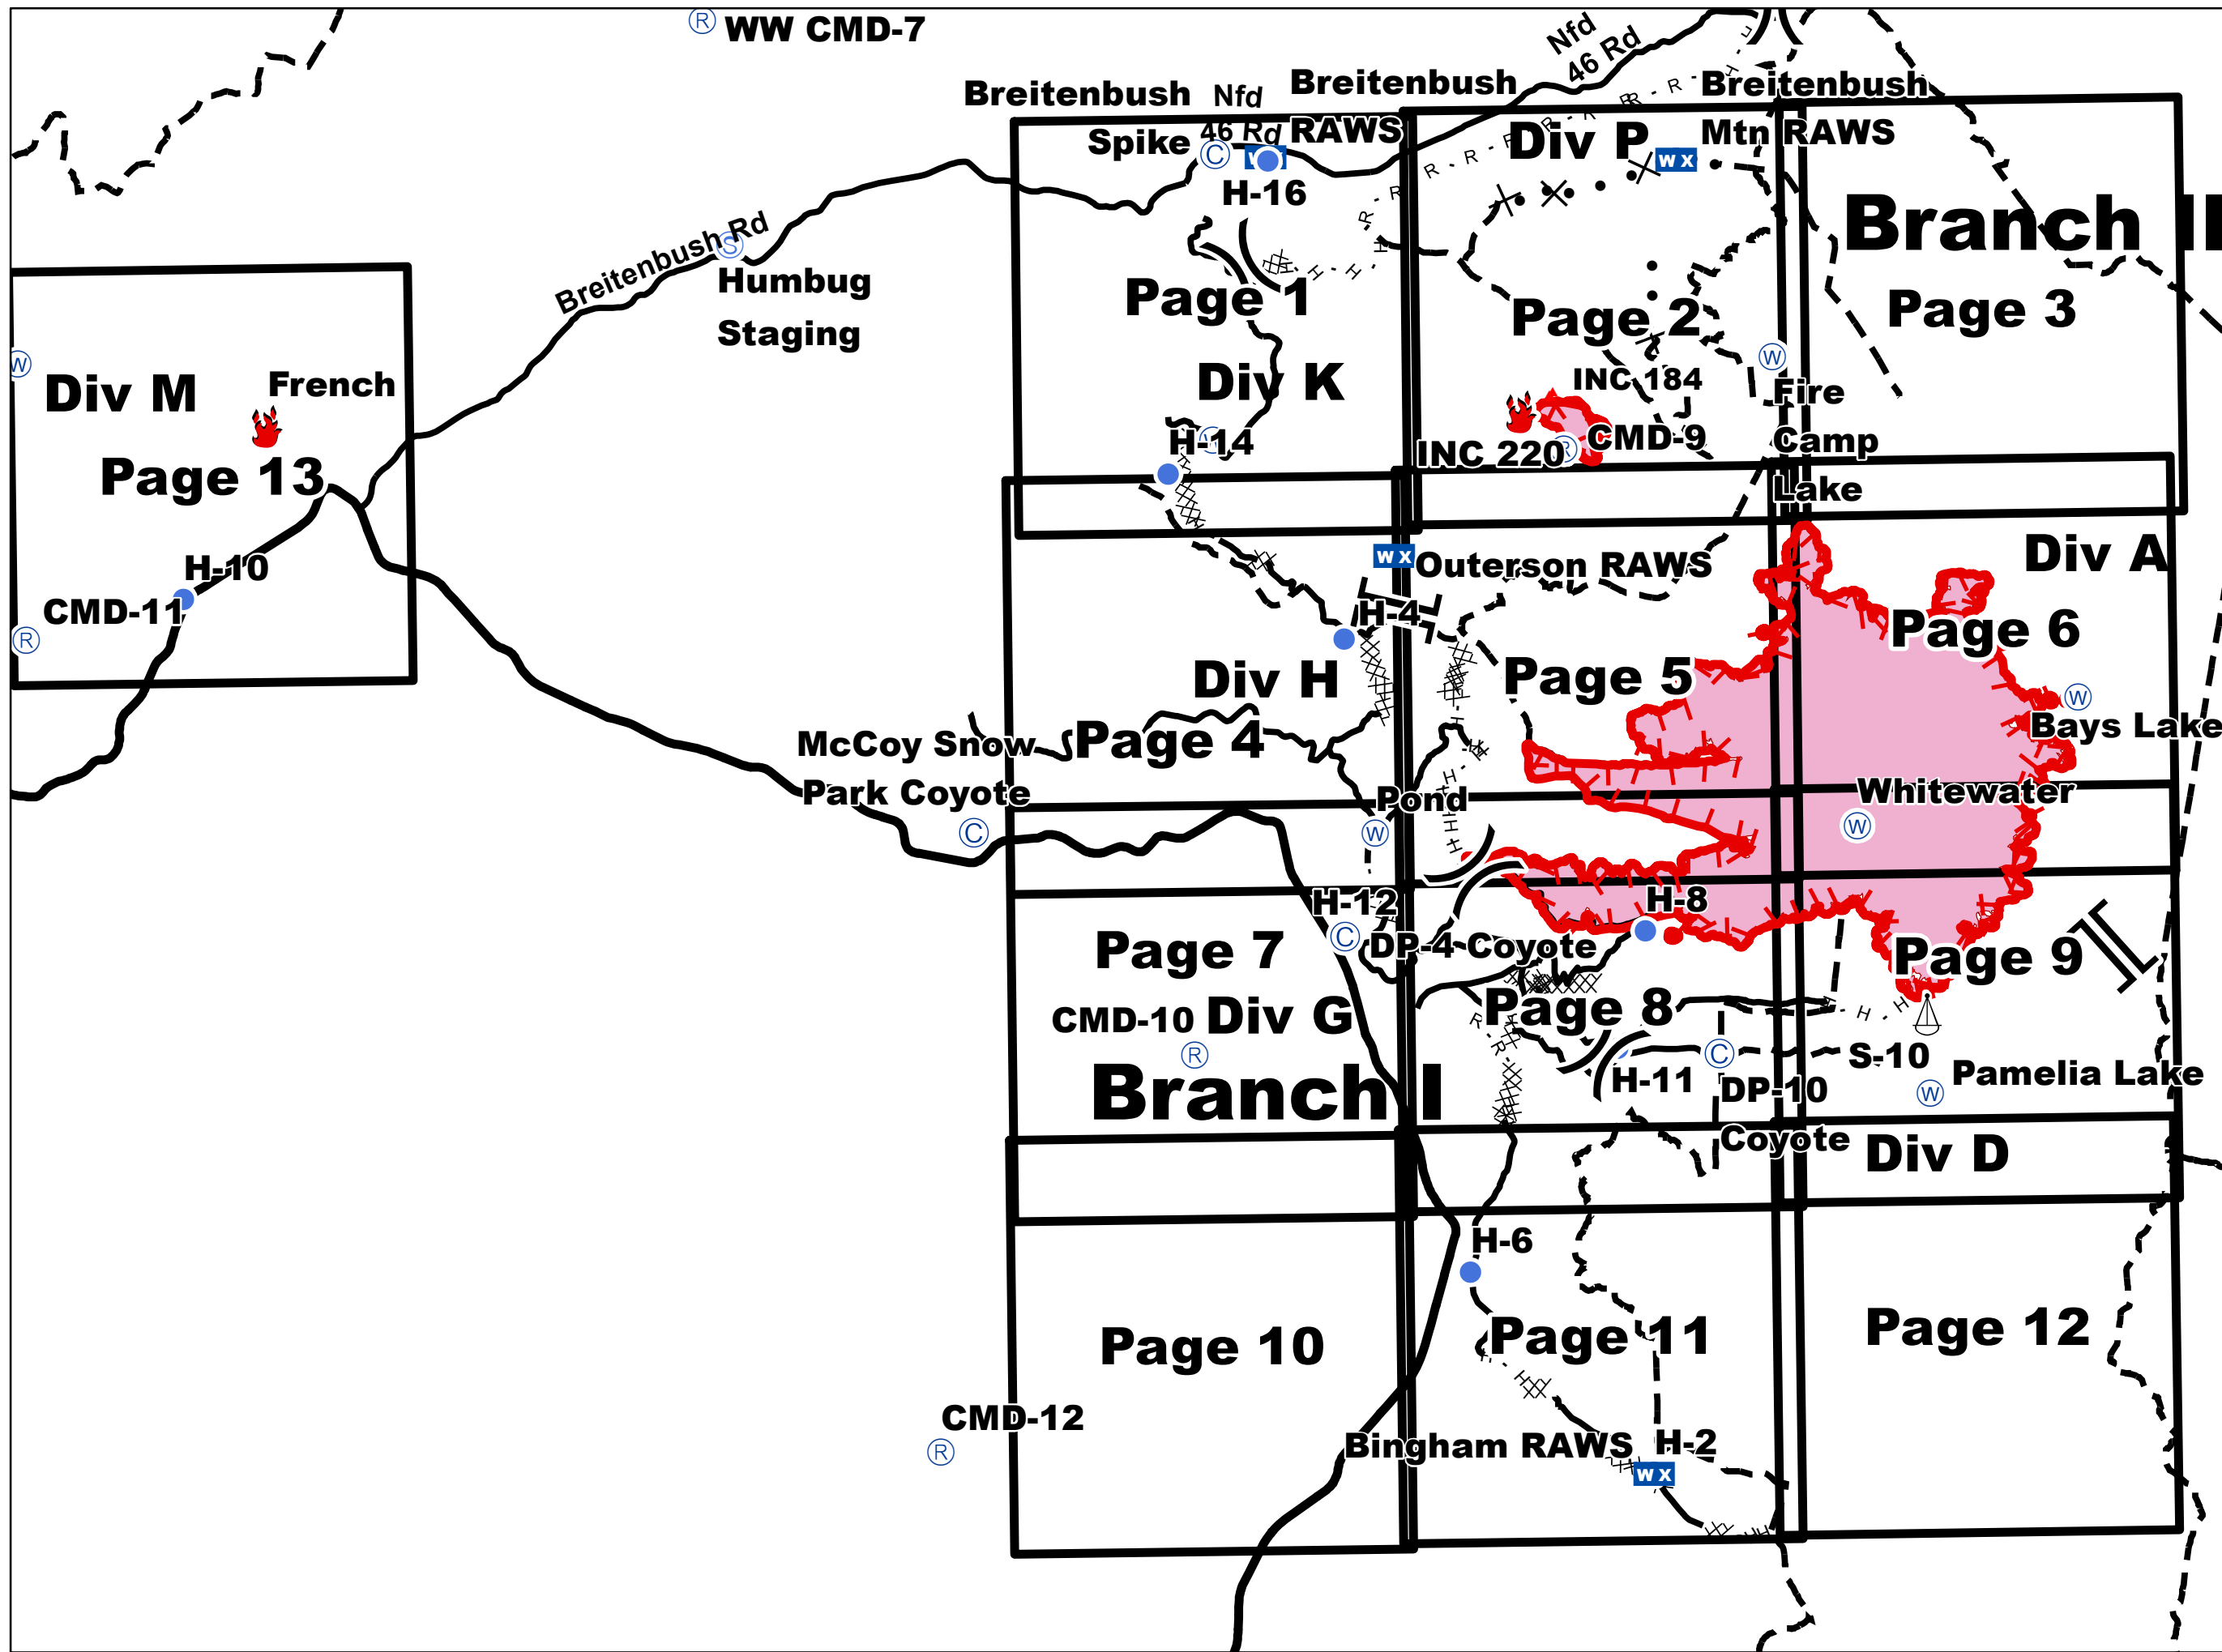 WW CMD-7
Nfd
46 Rd
Breitenbush
Spike
Nfd
46 Rd
Breitenbush
RAWS
Breitenbush
Mtn RAWS
Div P
H-16
Branch II
Page 3
Breitenbush Rd
Humbug
Staging
Page 1
Page 2
Div K
Div M
French
Page 13
INC 184
Fire
Camp
Lake
H-14
INC 220
CMD-9
H-10
CMD-11
Outerson RAWS
Div A
H-4
Page 6
Div H
Page 5
Bays Lake
McCoy Snow
Park Coyote
Page 4
Pond
Whitewater
H-12
H-8
DP-4 Coyote
Page 7
Page 9
CMD-10
Div G
Page 8
Branch I
H-11
S-10
Pamelia Lake
DP-10
Coyote
Div D
H-6
Page 10
Page 11
Page 12
CMD-12
Bingham RAWS
H-2
R
C
S
W
wx